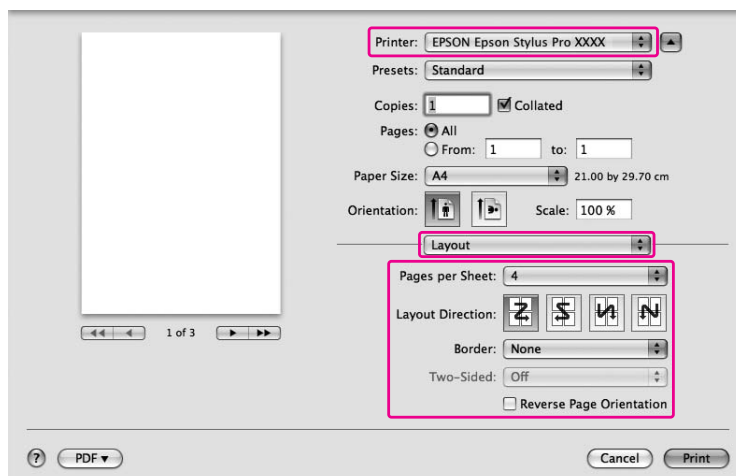 Printer: EPSON Epson Stylus Pro XXXX
Presets: Standard
Copies: 1 Collated
Pages: All
From: 1 to: 1
Paper Size: A4 21.00 by 29.70 cm
Orientation: Scale: 100 %
Layout
Pages per Sheet: 4
Layout Direction:
Border: None
Two-Sided: Off
Reverse Page Orientation
1 of 3
? PDF▼ Cancel Print